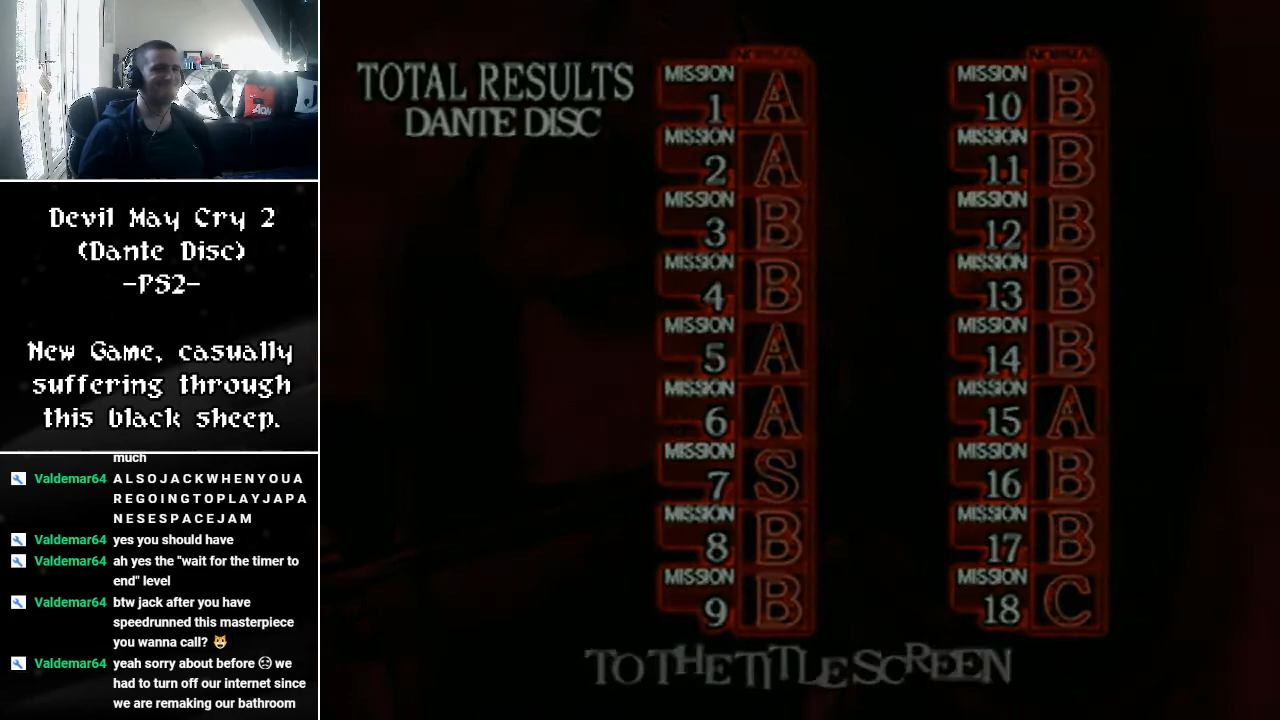 TOTAL RESULTS
DANTE DISC
NORMAL
MISSION 1 A
MISSION 2 A
MISSION 3 B
MISSION 4 B
MISSION 5 A
MISSION 6 A
MISSION 7 S
MISSION 8 B
MISSION 9 B
NORMAL
MISSION 10 B
MISSION 11 B
MISSION 12 B
MISSION 13 B
MISSION 14 B
MISSION 15 A
MISSION 16 B
MISSION 17 B
MISSION 18 C
TO THE TITLE SCREEN
Devil May Cry 2
(Dante Disc)
-PS2-
New Game, casually
suffering through
this black sheep.
much
Valdemar64 A L S O J A C K W H E N Y O U A
R E G O I N G T O P L A Y J A P A
N E S E S P A C E J A M
Valdemar64 yes you should have
Valdemar64 ah yes the "wait for the timer to
end" level
Valdemar64 btw jack after you have
speedrunned this masterpiece
you wanna call? 😺
Valdemar64 yeah sorry about before ☹ we
had to turn off our internet since
we are remaking our bathroom